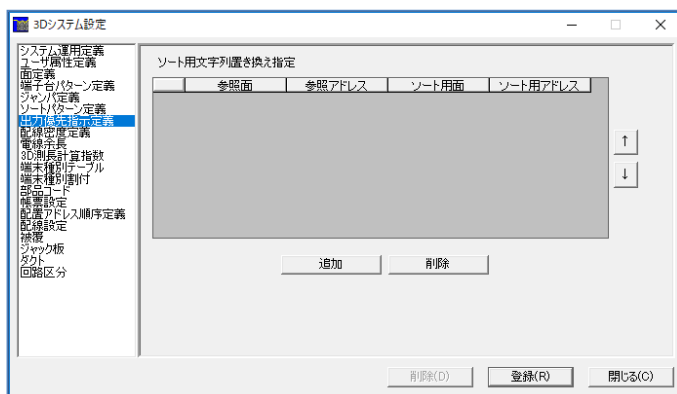 3Dシステム設定
システム運用定義
ユーザ属性定義
面定義
端子台パターン定義
ジャンパ定義
ソートパターン定義
出力優先指示定義
配線密度定義
電線余長
3D測長計算指数
端末種別テーブル
端末種別割付
部品コード
帳票設定
配置アドレス順序定義
配線設定
被覆
ジャック板
ダクト
回路区分
ソート用文字列置き換え指定
参照面 参照アドレス ソート用面 ソート用アドレス
↑
↓
追加 削除
削除(D) 登録(R) 閉じる(C)